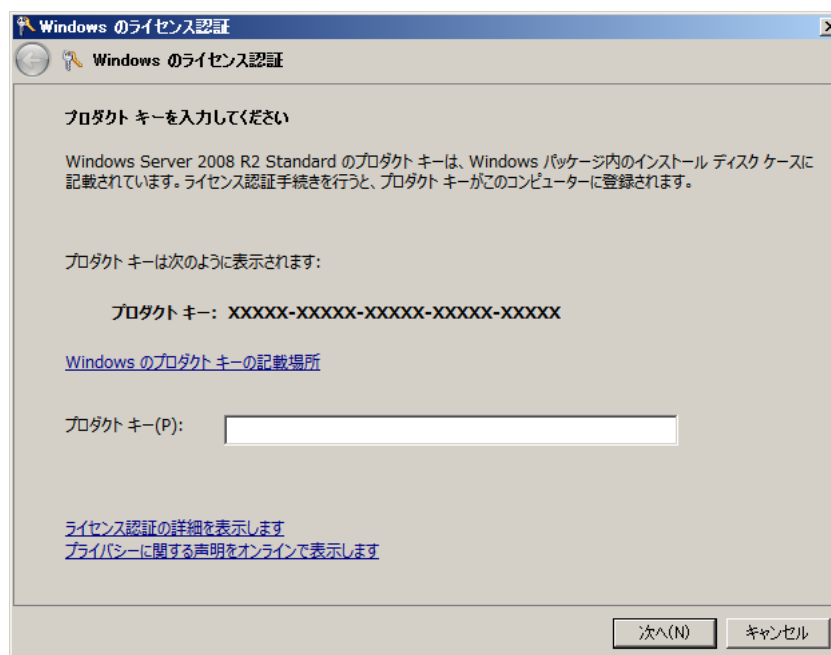 Windows のライセンス認証
Windows のライセンス認証
プロダクト キーを入力してください
Windows Server 2008 R2 Standard のプロダクト キーは、Windows パッケージ内のインストール ディスク ケースに
記載されています。ライセンス認証手続きを行うと、プロダクト キーがこのコンピューターに登録されます。
プロダクト キーは次のように表示されます:
プロダクト キー: XXXXX-XXXXX-XXXXX-XXXXX-XXXXX
Windows のプロダクト キーの記載場所
プロダクト キー(P):
ライセンス認証の詳細を表示します
プライバシーに関する声明をオンラインで表示します
次へ(N) キャンセル